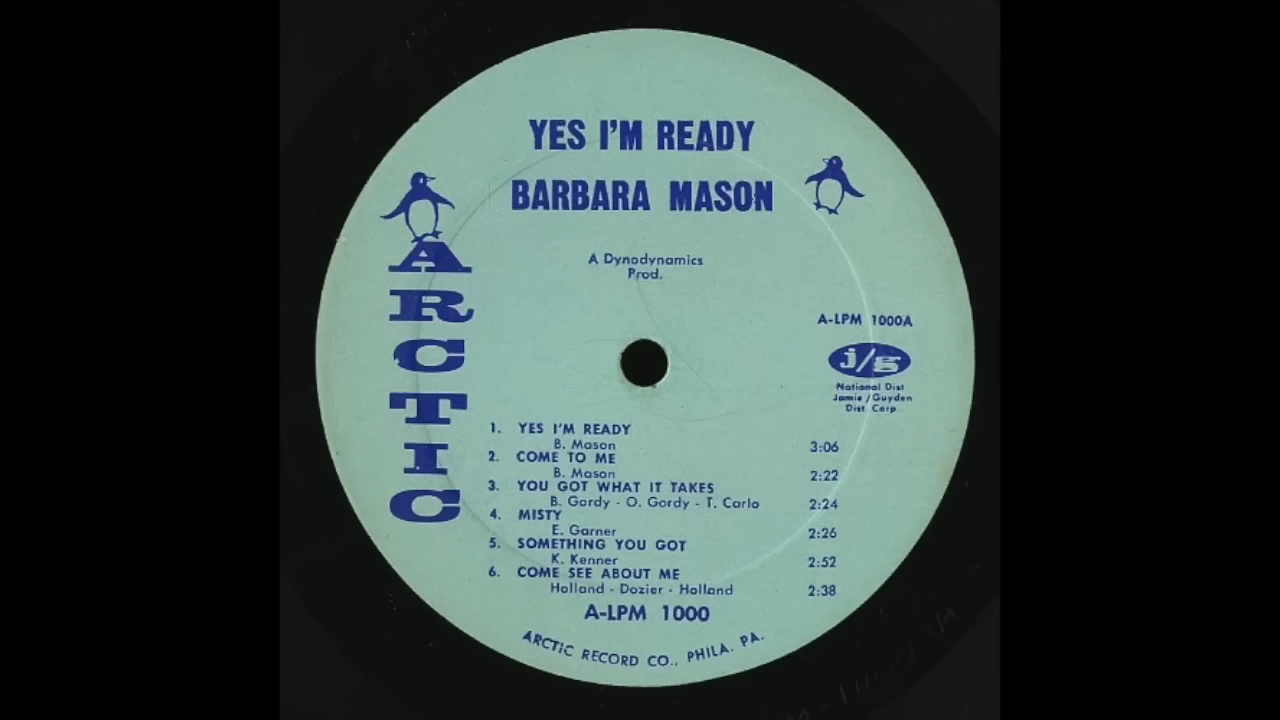 YES I'M READY
BARBARA MASON
ARCTIC
A Dynodynamics
Prod.
A-LPM 1000A
j/g
National Dist
Jamie / Guyden
Dist. Corp
1. YES I'M READY
B. Mason 3:06
2. COME TO ME
B. Mason 2:22
3. YOU GOT WHAT IT TAKES
B. Gordy - O. Gordy - T. Carlo 2:24
4. MISTY
E. Garner 2:26
5. SOMETHING YOU GOT
K. Kenner 2:52
6. COME SEE ABOUT ME
Holland - Dozier - Holland 2:38
A-LPM 1000
ARCTIC RECORD CO., PHILA. PA.